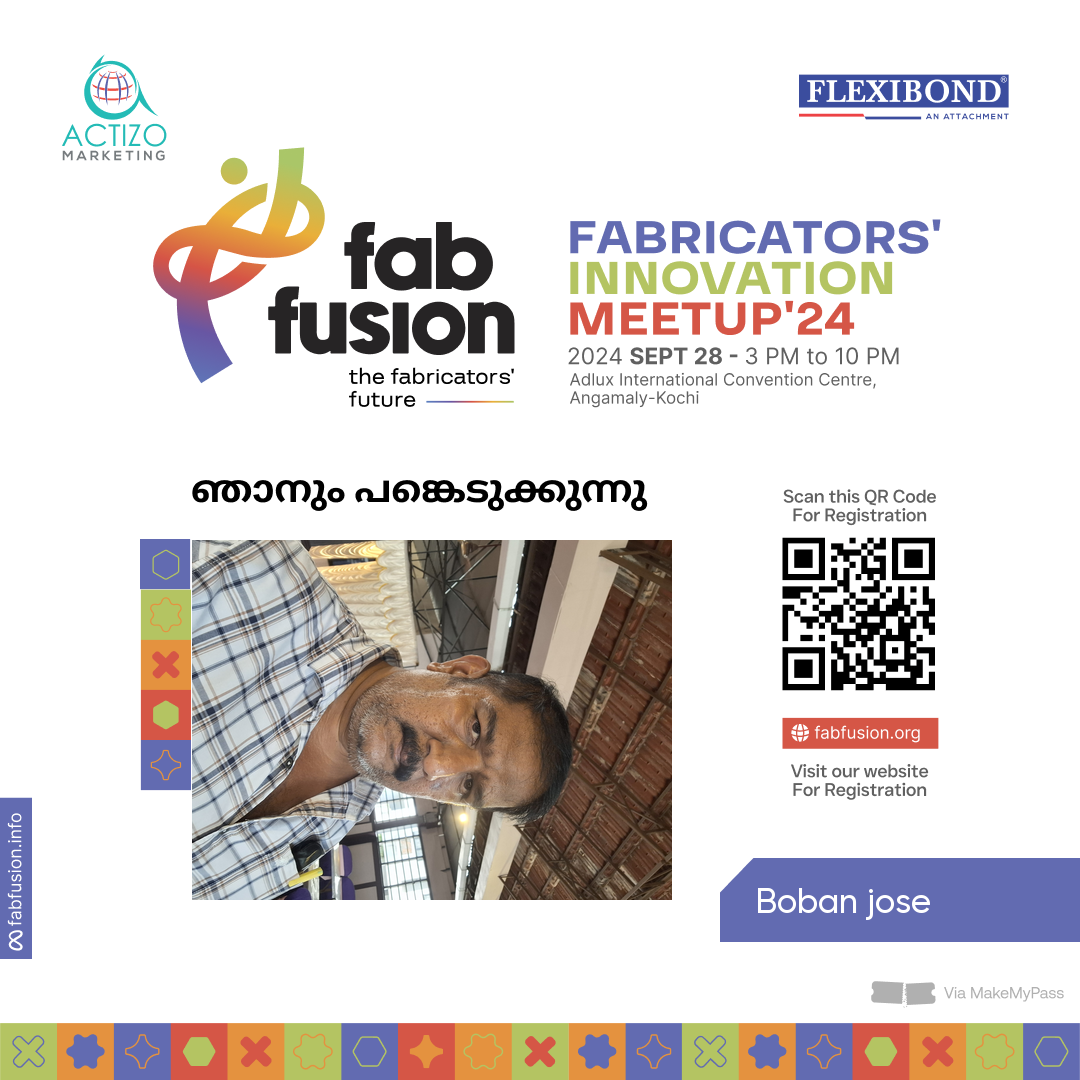 ACTIZO
MARKETING
FLEXIBOND®
AN ATTACHMENT
fab
fusion
the fabricators'
future
FABRICATORS'
INNOVATION
MEETUP'24
2024 SEPT 28 - 3 PM to 10 PM
Adlux International Convention Centre,
Angamaly-Kochi
ഞാനും പങ്കെടുക്കുന്നു
Scan this QR Code
For Registration
fabfusion.org
Visit our website
For Registration
fabfusion.info
Boban jose
Via MakeMyPass